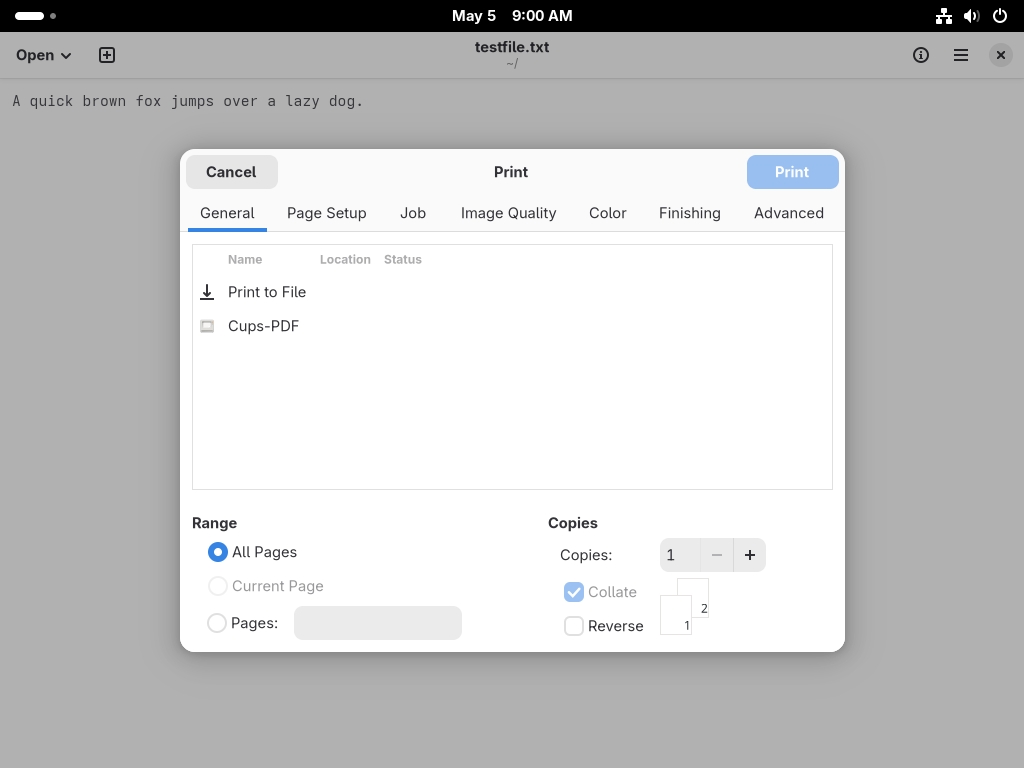 May 5 9:00 AM
Open
testfile.txt
~/
A quick brown fox jumps over a lazy dog.
Cancel Print Print
General Page Setup Job Image Quality Color Finishing Advanced
Name Location Status
Print to File
Cups-PDF
Range Copies
All Pages
Copies: 1
Current Page
Collate
2
Pages:
Reverse
1